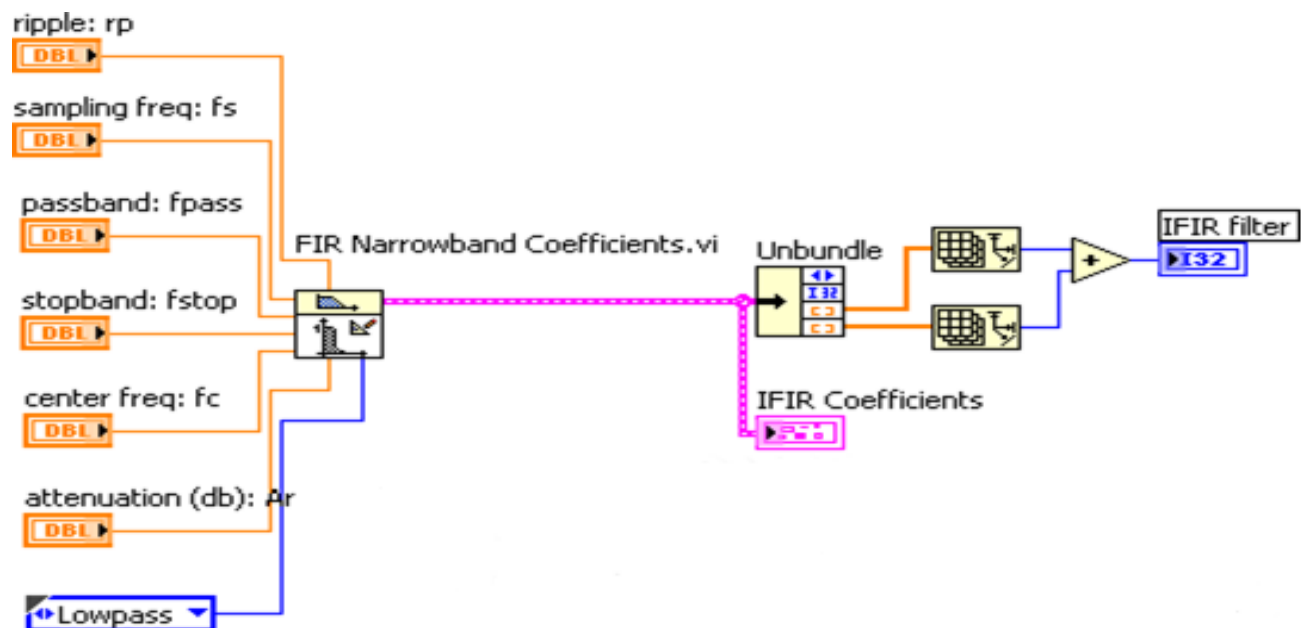 ripple: rp
DBL
sampling freq: fs
DBL
passband: fpass
DBL
FIR Narrowband Coefficients.vi
Unbundle
IFIR filter
I32
I32
stopband: fstop
DBL
center freq: fc
DBL
IFIR Coefficients
attenuation (db): Ar
DBL
Lowpass